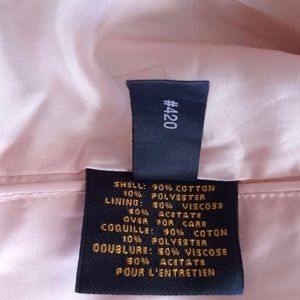 #420
SHELL: 90% COTTON
10% POLYESTER
LINING: 50% VISCOSE
50% ACETATE
OVER FOR CARE
COQUILLE: 90% COTON
10% POLYESTER
DOUBLURE: 50% VISCOSE
50% ACETATE
POUR L'ENTRETIEN